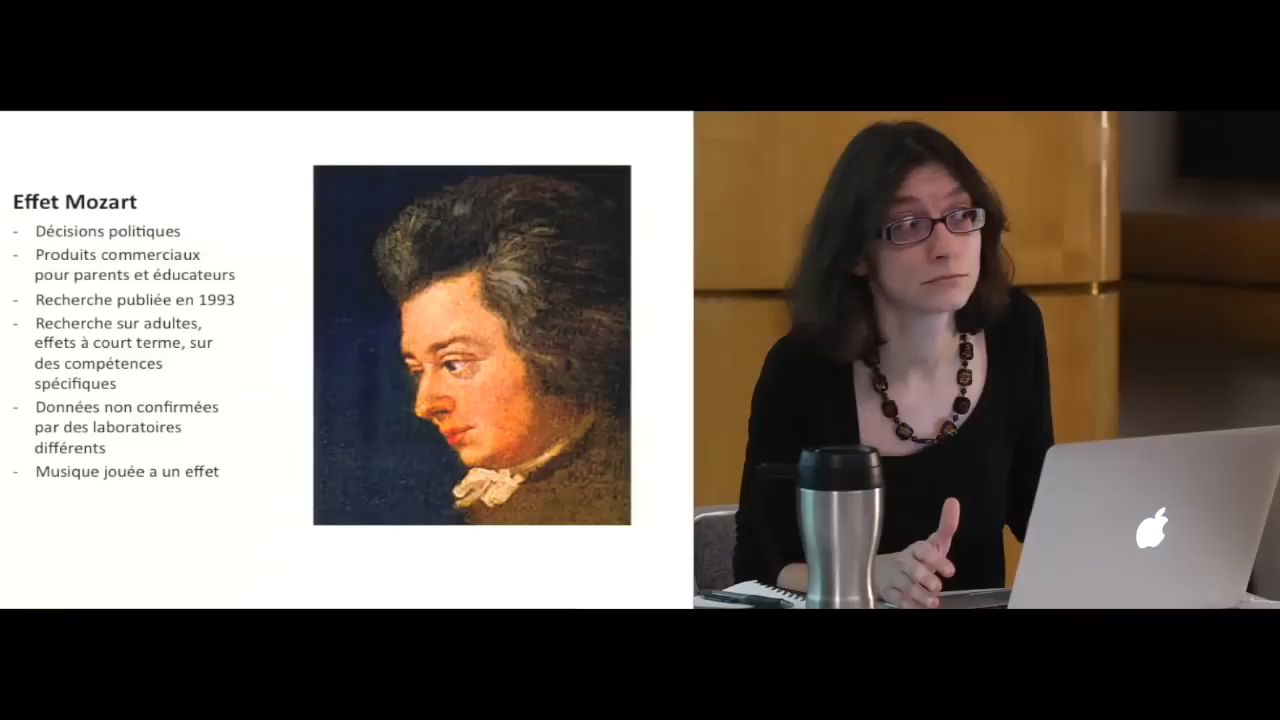 Effet Mozart
- Décisions politiques
- Produits commerciaux
pour parents et éducateurs
- Recherche publiée en 1993
- Recherche sur adultes,
effets à court terme, sur
des compétences
spécifiques
- Données non confirmées
par des laboratoires
différents
- Musique jouée a un effet